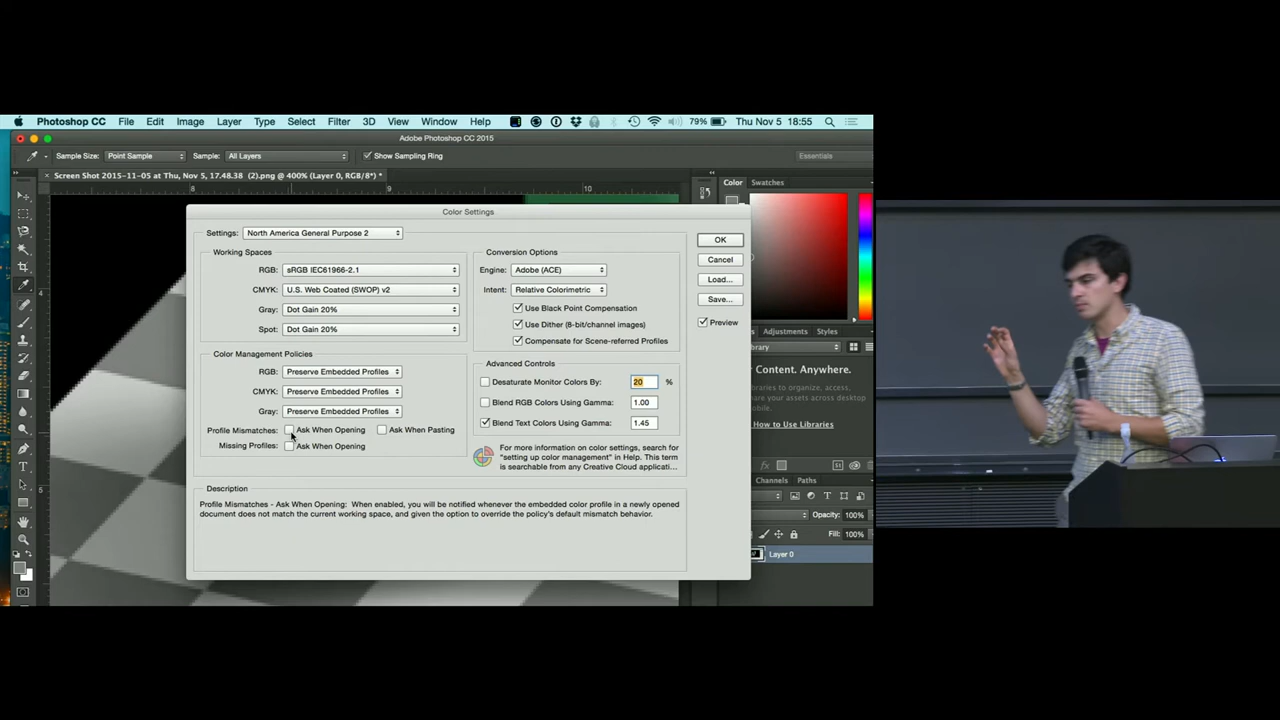 Photoshop CC File Edit Image Layer Type Select Filter 3D View Window Help 79% Thu Nov 5 18:55
Adobe Photoshop CC 2015
Sample Size: Point Sample Sample: All Layers Show Sampling Ring Essentials
× Screen Shot 2015-11-05 at Thu, Nov 5, 17.48.38 (2).png @ 400% (Layer 0, RGB/8*) *
8 9 10
Color Swatches
Color Settings
Settings: North America General Purpose 2
OK
Working Spaces
RGB: sRGB IEC61966-2.1
CMYK: U.S. Web Coated (SWOP) v2
Gray: Dot Gain 20%
Spot: Dot Gain 20%
Conversion Options
Engine: Adobe (ACE)
Intent: Relative Colorimetric
Use Black Point Compensation
Use Dither (8-bit/channel images)
Compensate for Scene-referred Profiles
Cancel
Load...
Save...
Preview
Color Management Policies
RGB: Preserve Embedded Profiles
CMYK: Preserve Embedded Profiles
Gray: Preserve Embedded Profiles
Profile Mismatches: Ask When Opening Ask When Pasting
Missing Profiles: Ask When Opening
Advanced Controls
Desaturate Monitor Colors By: 20 %
Blend RGB Colors Using Gamma: 1.00
Blend Text Colors Using Gamma: 1.45
For more information on color settings, search for
"setting up color management" in Help. This term
is searchable from any Creative Cloud applicati...
Description
Profile Mismatches - Ask When Opening: When enabled, you will be notified whenever the embedded color profile in a newly opened
document does not match the current working space, and given the option to override the policy's default mismatch behavior.
4
5
Adjustments Styles
ibrary
Content. Anywhere.
libraries to organize, access,
How to Use Libraries
fx St
Channels Paths
T
Opacity: 100%
Fill: 100%
Layer 0